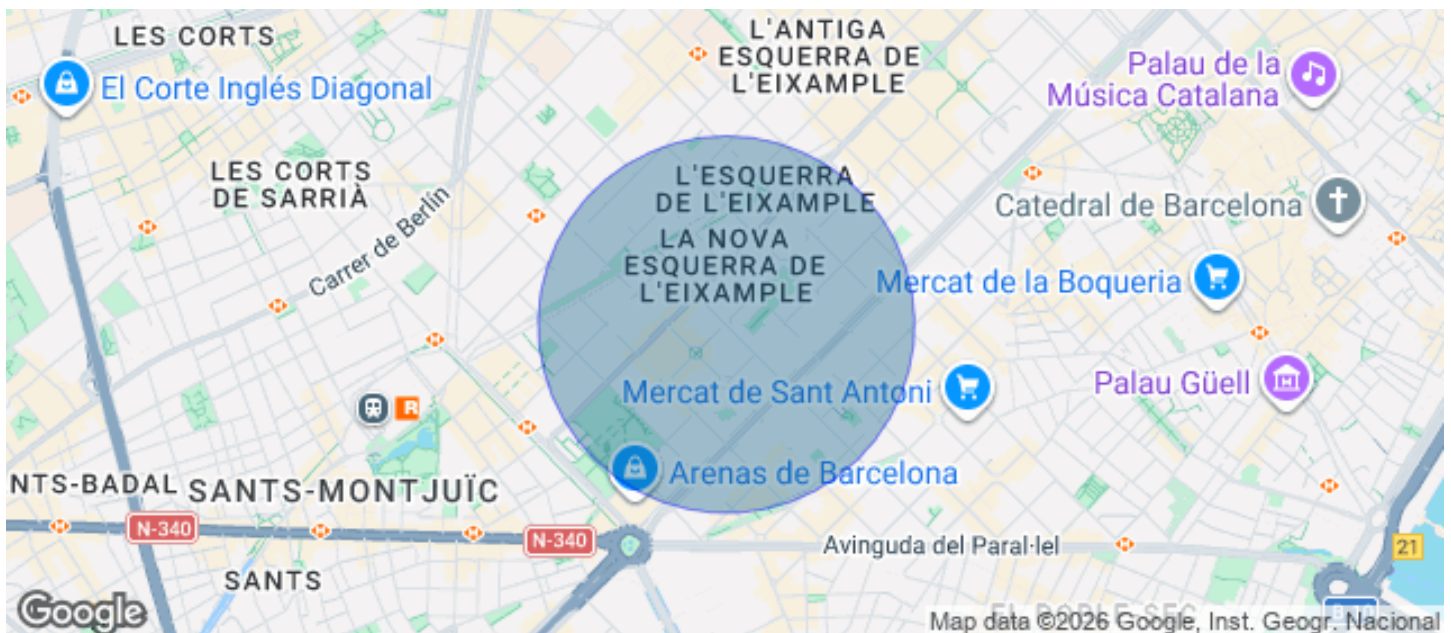 LES CORTS
El Corte Inglés Diagonal
LES CORTS
DE SARRIÀ
Carrer de Berlín
L'ANTIGA
ESQUERRA DE
L'EIXAMPLE
Palau de la
Música Catalana
L'ESQUERRA
DE L'EIXAMPLE
Catedral de Barcelona
LA NOVA
ESQUERRA DE
L'EIXAMPLE
Mercat de la Boqueria
Mercat de Sant Antoni
Palau Güell
R
Arenas de Barcelona
NTS-BADAL
SANTS-MONTJUÏC
N-340
N-340
Avinguda del Paral·lel
21
SANTS
B-10
Google
Map data ©2026 Google, Inst. Geogr. Nacional